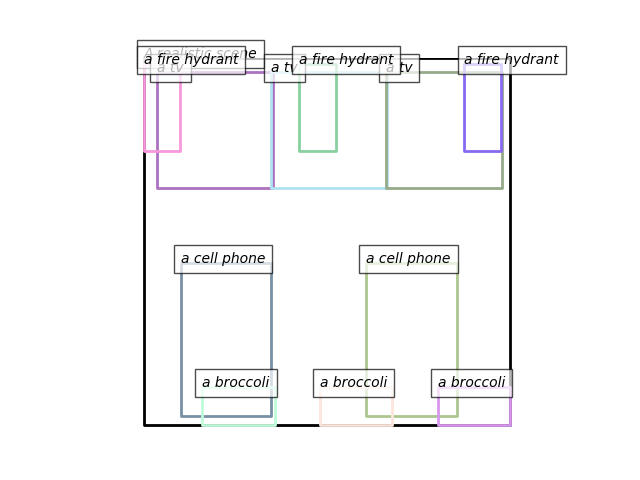 A realistic scene
a fire hydrant
a fire hydrant
a fire hydrant
a tv
a tv
a tv
a cell phone
a cell phone
a broccoli
a broccoli
a broccoli